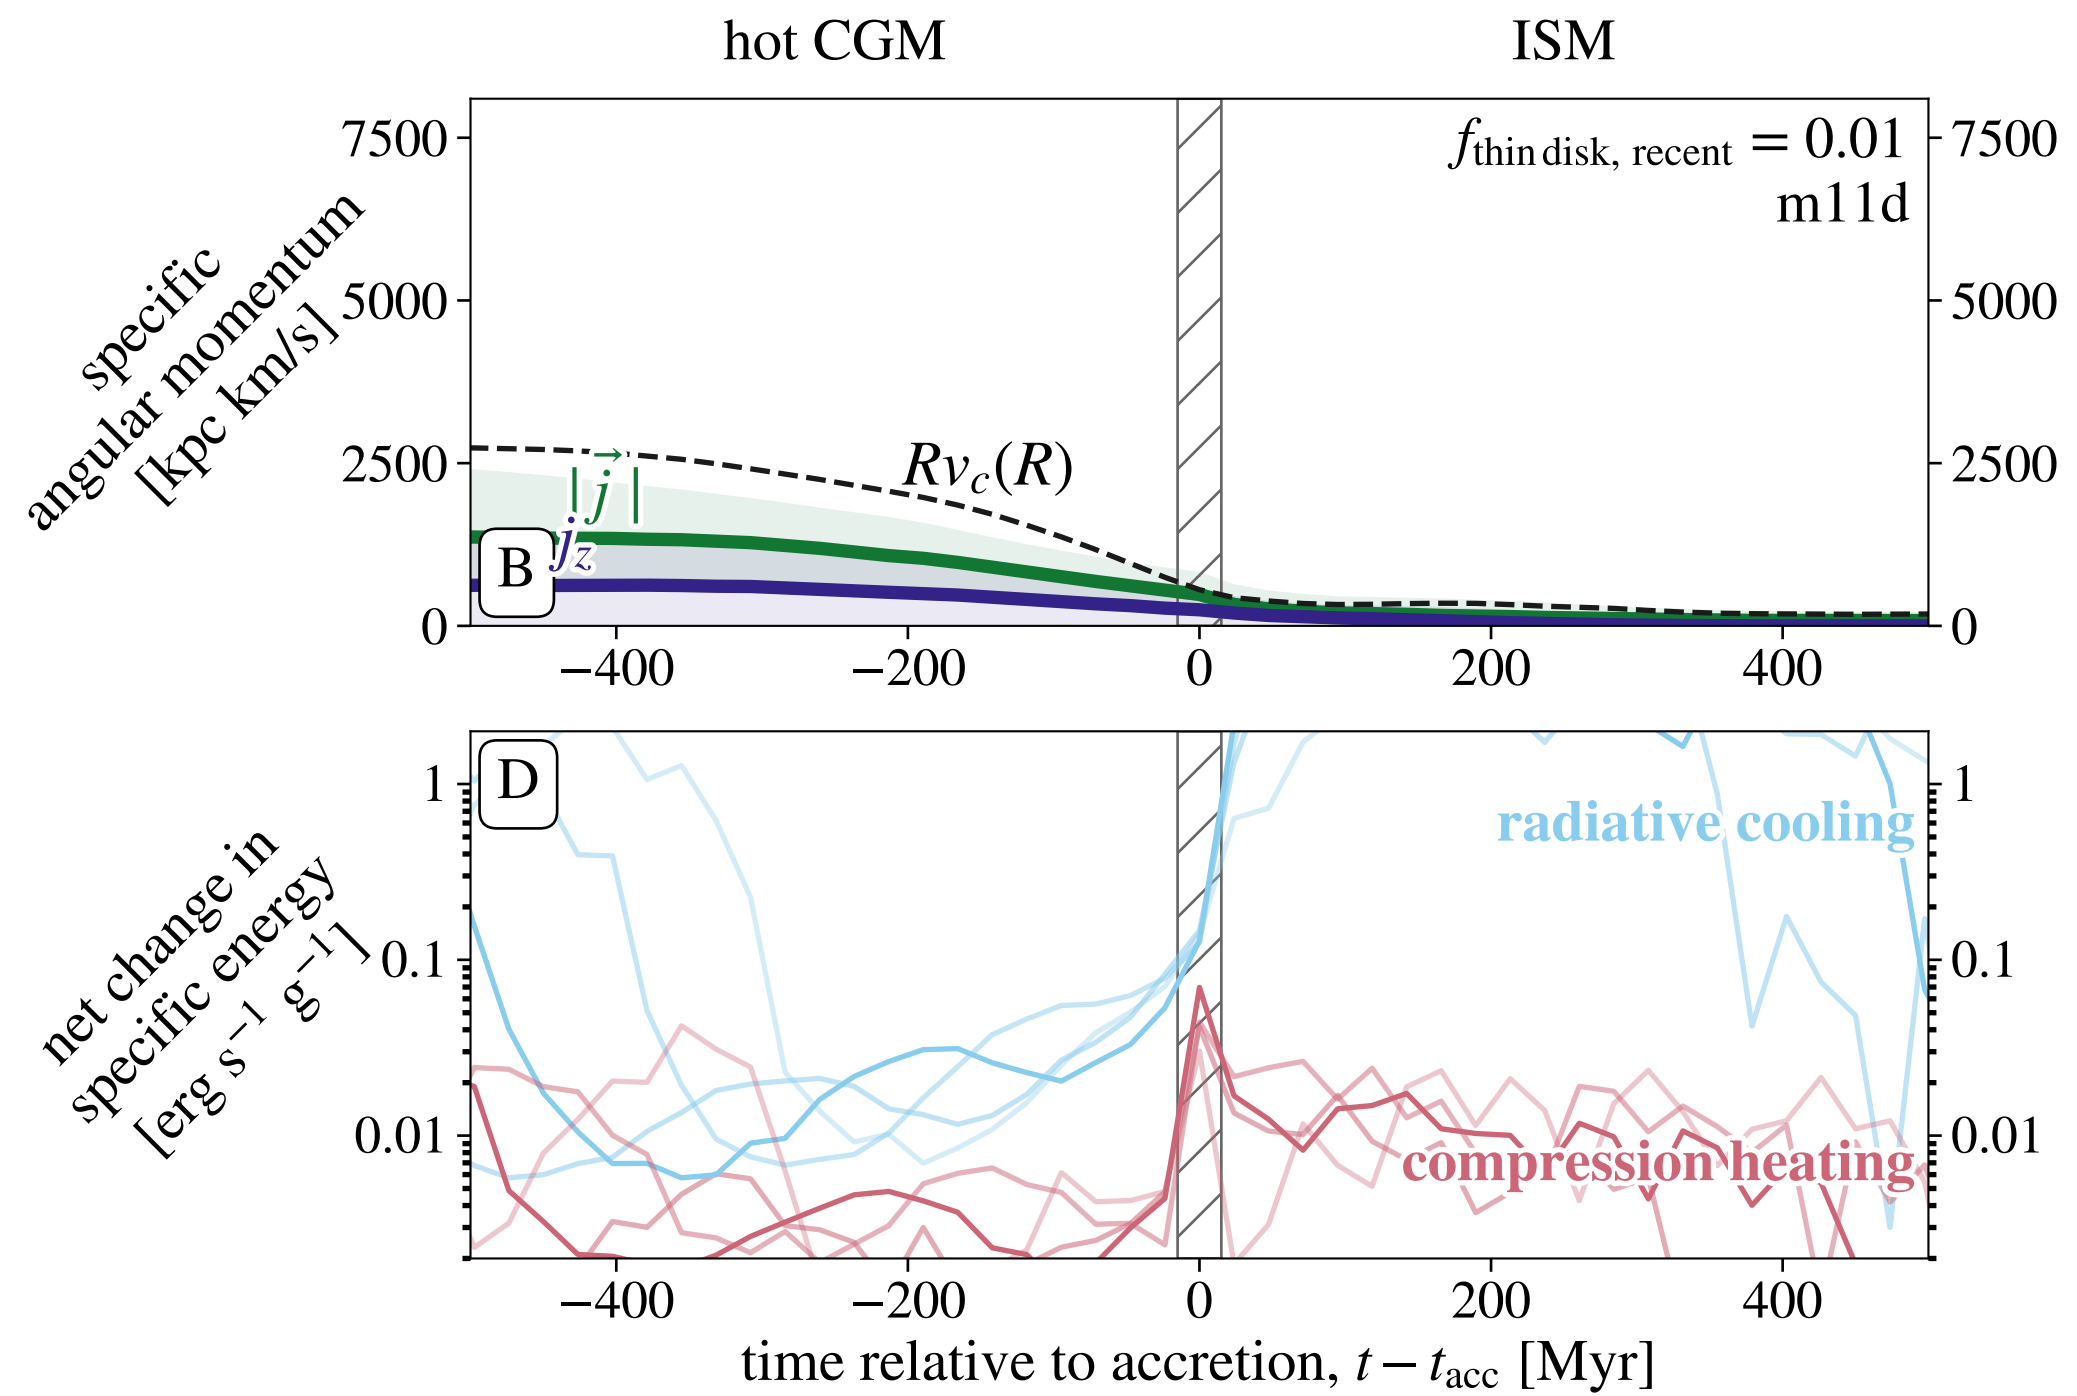 hot CGM
ISM
specific
angular momentum
[kpc km/s]
7500
5000
2500
0
f_thin disk, recent = 0.01
m11d
7500
5000
2500
0
Rv_c(R)
|j⃗|
j_z
B
−400
−200
0
200
400
D
net change in
specific energy
[erg s⁻¹ g⁻¹]
1
0.1
0.01
radiative cooling
compression heating
1
0.1
0.01
−400
−200
0
200
400
time relative to accretion, t − t_acc [Myr]